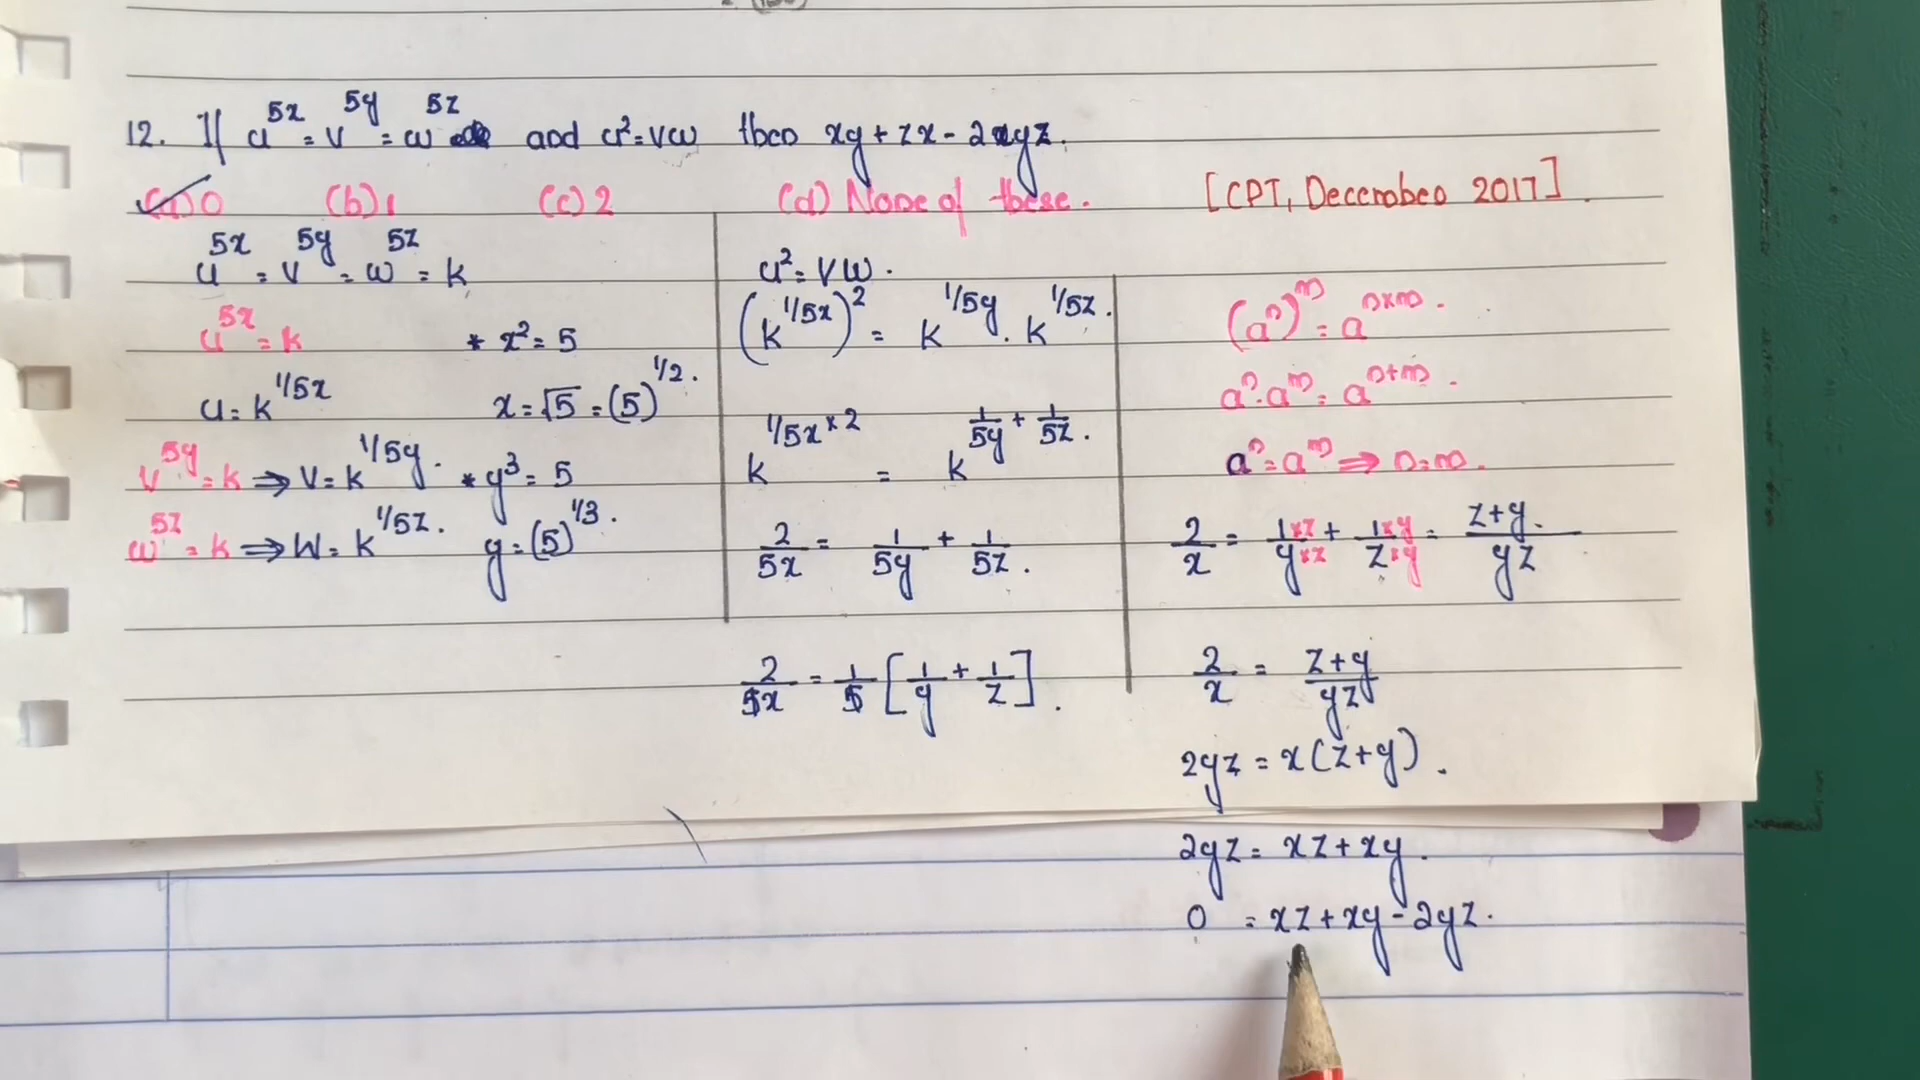 12. If u^5x = v^5y = w^5z and u² = vw then xy + zx - 2xyz.
(a) 0 (b) 1 (c) 2 (d) None of these. [CPT, December 2017].
u^5x = v^5y = w^5z = k
u^5x = k
u = k^1/5x
v^5y = k ⇒ v = k^1/5y.
w^5z = k ⇒ w = k^1/5z.
* x² = 5
x = √5 = (5)^1/2.
* y³ = 5
y = (5)^1/3.
u² = vw.
(k^1/5x)² = k^1/5y . k^1/5z.
k^1/5x × 2 = k^1/5y + 1/5z.
2/5x = 1/5y + 1/5z.
2/5x = 1/5 [1/y + 1/z].
(aⁿ)^m = a^n×m.
aⁿ.a^m = a^n+m.
aⁿ = a^m ⇒ n = m.
2/x = 1×z/y×z + 1×y/z×y = z+y/yz.
2/x = z+y/yz
2yz = x(z+y).
2yz = xz + xy.
0 = xz + xy - 2yz.